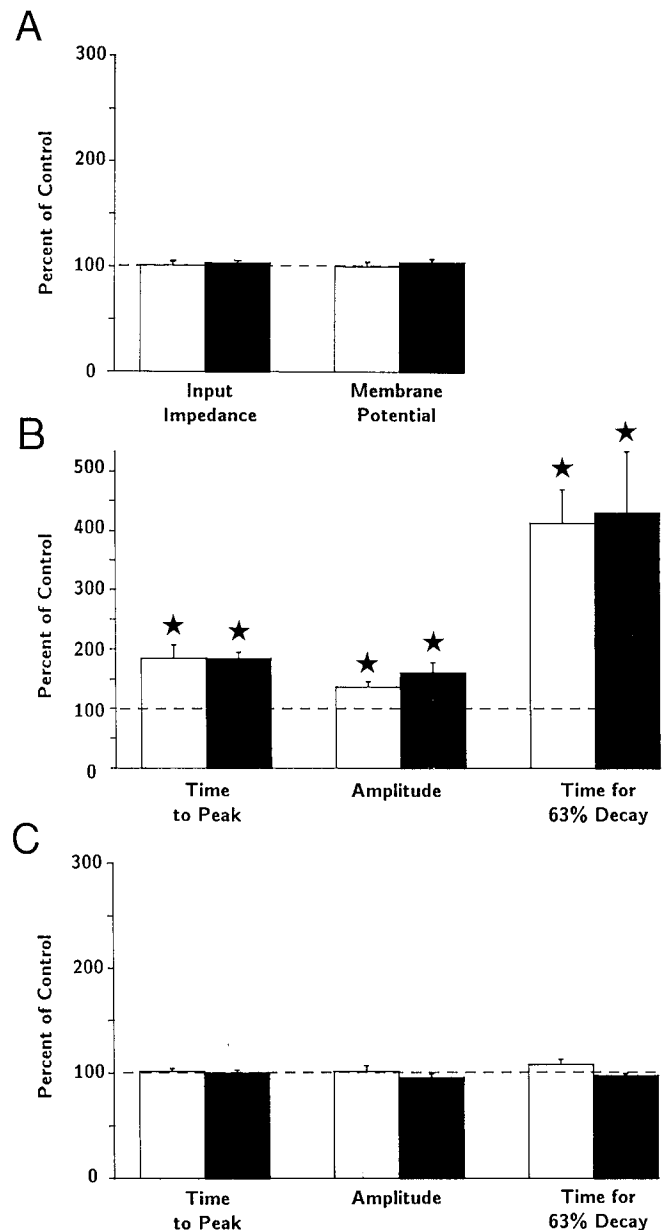 A
300
200
100
0
Percent of Control
Input
Impedance
Membrane
Potential
B
500
400
300
200
100
0
Percent of Control
Time
to Peak
Amplitude
Time for
63% Decay
C
300
200
100
0
Percent of Control
Time
to Peak
Amplitude
Time for
63% Decay